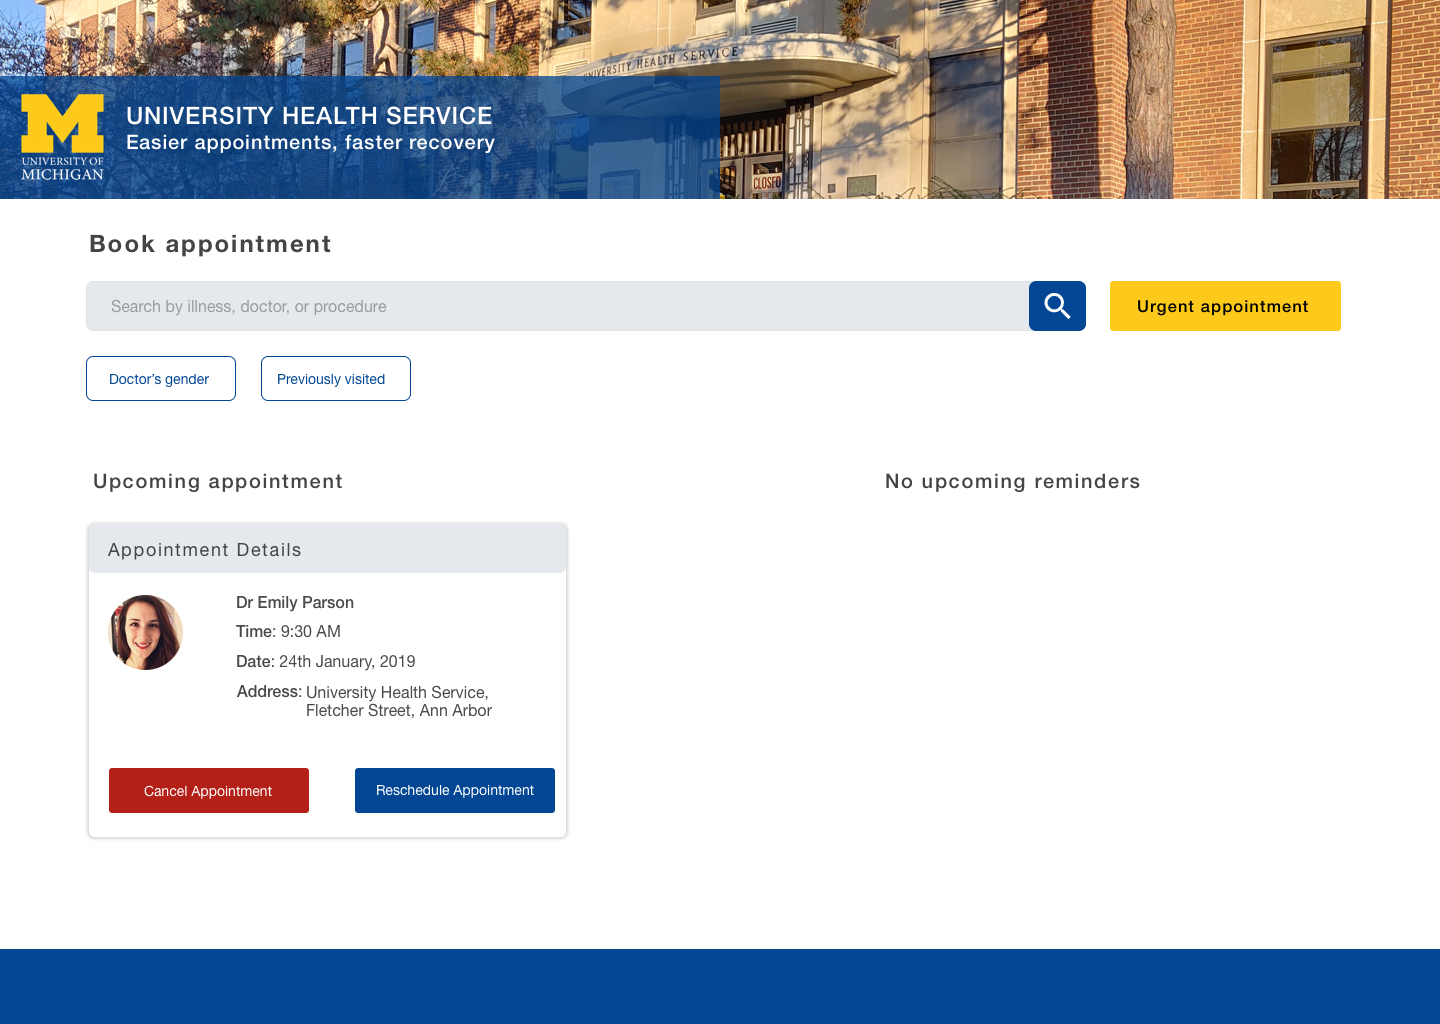 UNIVERSITY HEALTH SERVICE
UNIVERSITY HEALTH SERVICE
Easier appointments, faster recovery
M
UNIVERSITY OF
MICHIGAN
CLOSED
Book appointment
Search by illness, doctor, or procedure
Urgent appointment
Doctor's gender
Previously visited
Upcoming appointment
No upcoming reminders
Appointment Details
Dr Emily Parson
Time: 9:30 AM
Date: 24th January, 2019
Address: University Health Service,
Fletcher Street, Ann Arbor
Cancel Appointment
Reschedule Appointment